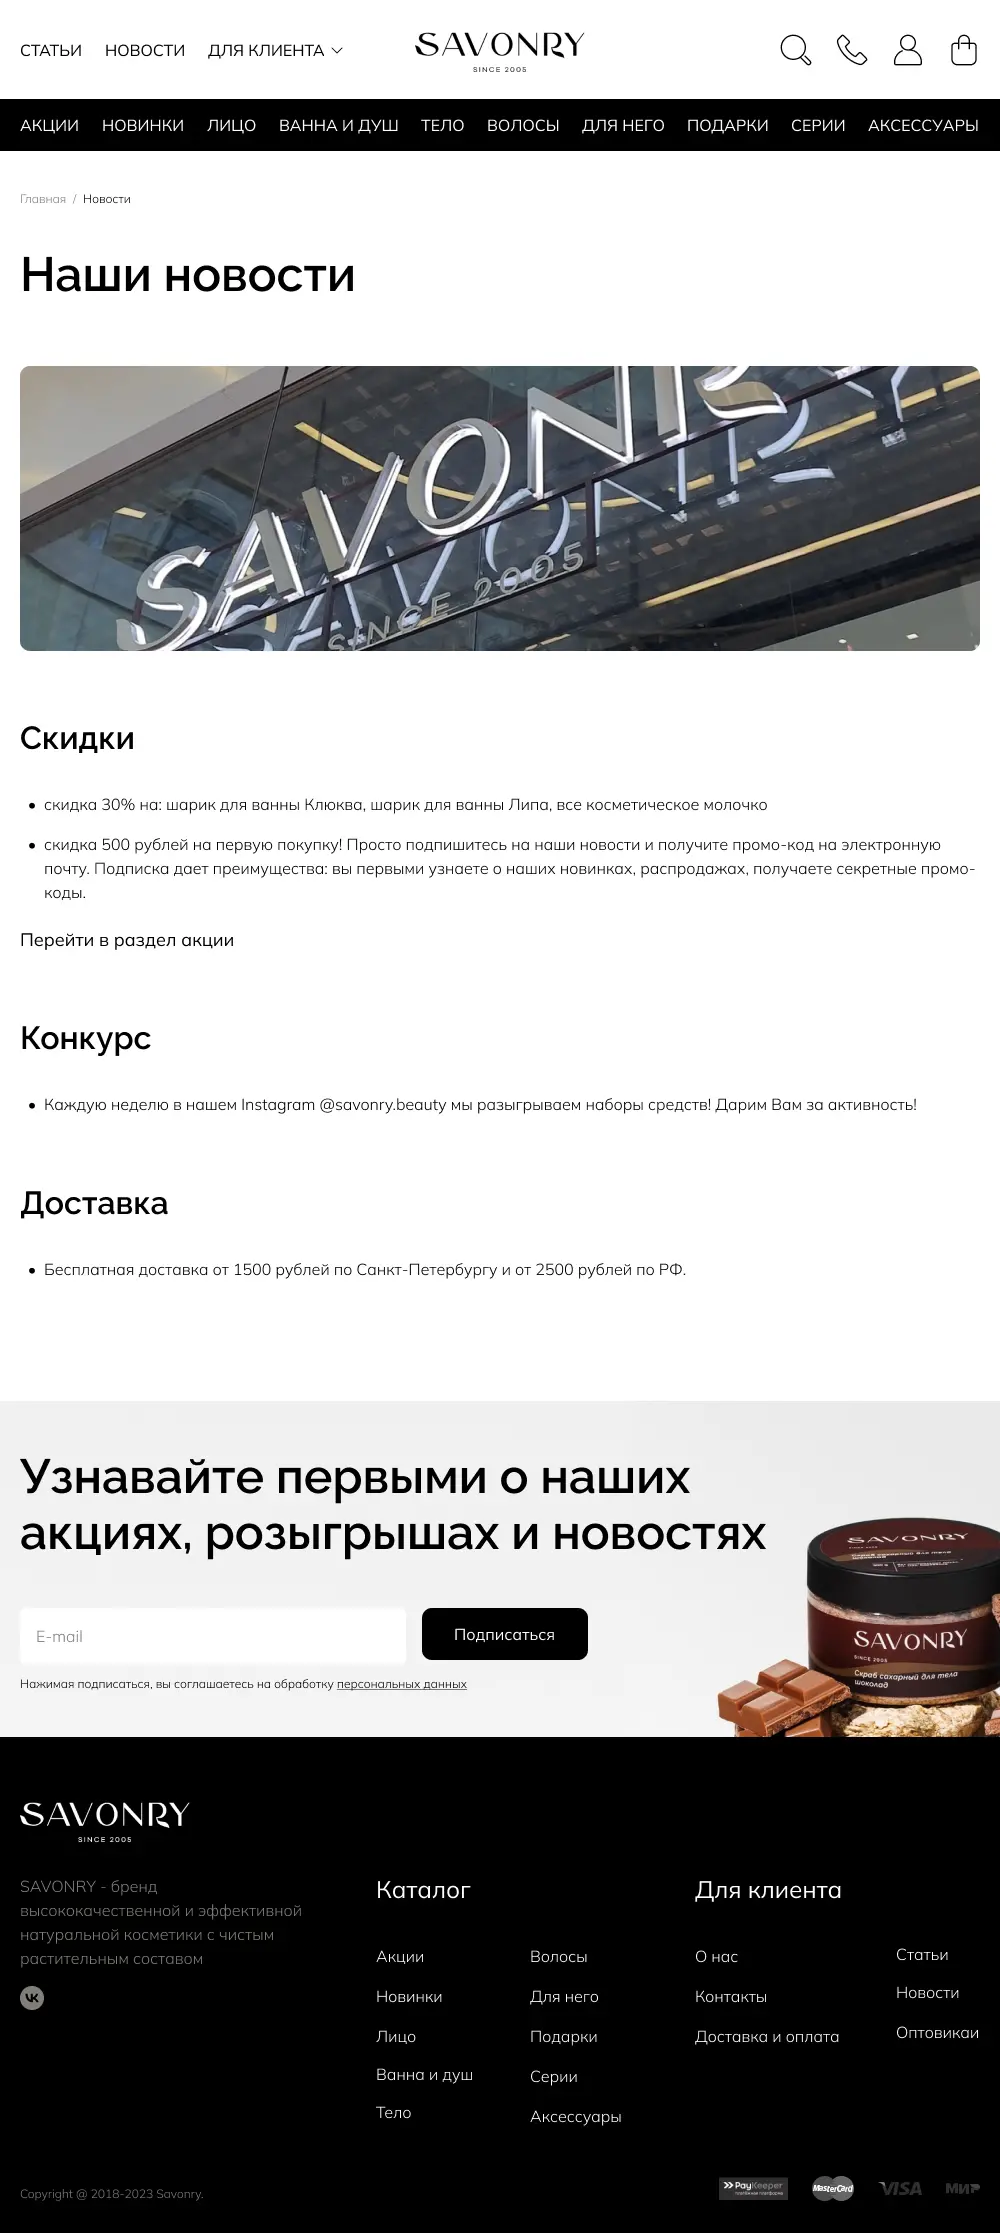 СТАТЬИ НОВОСТИ ДЛЯ КЛИЕНТА
SAVONRY
SINCE 2005
АКЦИИ НОВИНКИ ЛИЦО ВАННА И ДУШ ТЕЛО ВОЛОСЫ ДЛЯ НЕГО ПОДАРКИ СЕРИИ АКСЕССУАРЫ
Главная / Новости
Наши новости
SAVONR
SINCE 2005
Скидки
• скидка 30% на: шарик для ванны Клюква, шарик для ванны Липа, все косметическое молочко
• скидка 500 рублей на первую покупку! Просто подпишитесь на наши новости и получите промо-код на электронную
почту. Подписка дает преимущества: вы первыми узнаете о наших новинках, распродажах, получаете секретные промо-
коды.
Перейти в раздел акции
Конкурс
• Каждую неделю в нашем Instagram @savonry.beauty мы разыгрываем наборы средств! Дарим Вам за активность!
Доставка
• Бесплатная доставка от 1500 рублей по Санкт-Петербургу и от 2500 рублей по РФ.
Узнавайте первыми о наших
акциях, розыгрышах и новостях
E-mail
Подписаться
Нажимая подписаться, вы соглашаетесь на обработку персональных данных
SAVONRY
SAVONRY
SINCE 2005
Скраб сахарный для тела
шоколад
SAVONRY
SINCE 2005
SAVONRY - бренд
высококачественной и эффективной
натуральной косметики с чистым
растительным составом
Каталог
Акции
Новинки
Лицо
Ванна и душ
Тело
Волосы
Для него
Подарки
Серии
Аксессуары
Для клиента
О нас
Контакты
Доставка и оплата
Статьи
Новости
Оптовикаи
Copyright @ 2018-2023 Savonry.
PayKeeper
MasterCard
VISA
МИР